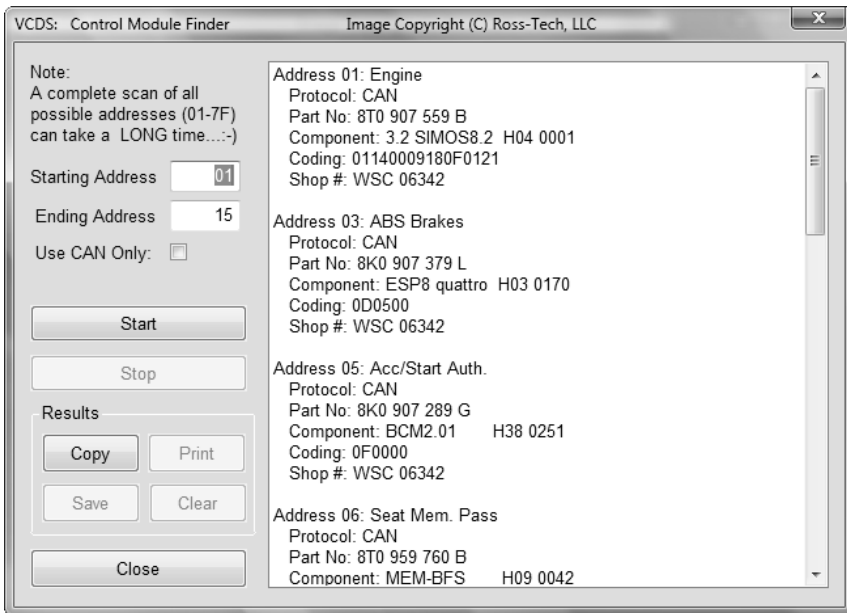 VCDS: Control Module Finder
Image Copyright (C) Ross-Tech, LLC
Note:
A complete scan of all
possible addresses (01-7F)
can take a LONG time...:-)
Starting Address 01
Ending Address 15
Use CAN Only:
Start
Stop
Results
Copy Print
Save Clear
Close
Address 01: Engine
Protocol: CAN
Part No: 8T0 907 559 B
Component: 3.2 SIMOS8.2 H04 0001
Coding: 01140009180F0121
Shop #: WSC 06342
Address 03: ABS Brakes
Protocol: CAN
Part No: 8K0 907 379 L
Component: ESP8 quattro H03 0170
Coding: 0D0500
Shop #: WSC 06342
Address 05: Acc/Start Auth.
Protocol: CAN
Part No: 8K0 907 289 G
Component: BCM2.01 H38 0251
Coding: 0F0000
Shop #: WSC 06342
Address 06: Seat Mem. Pass
Protocol: CAN
Part No: 8T0 959 760 B
Component: MEM-BFS H09 0042